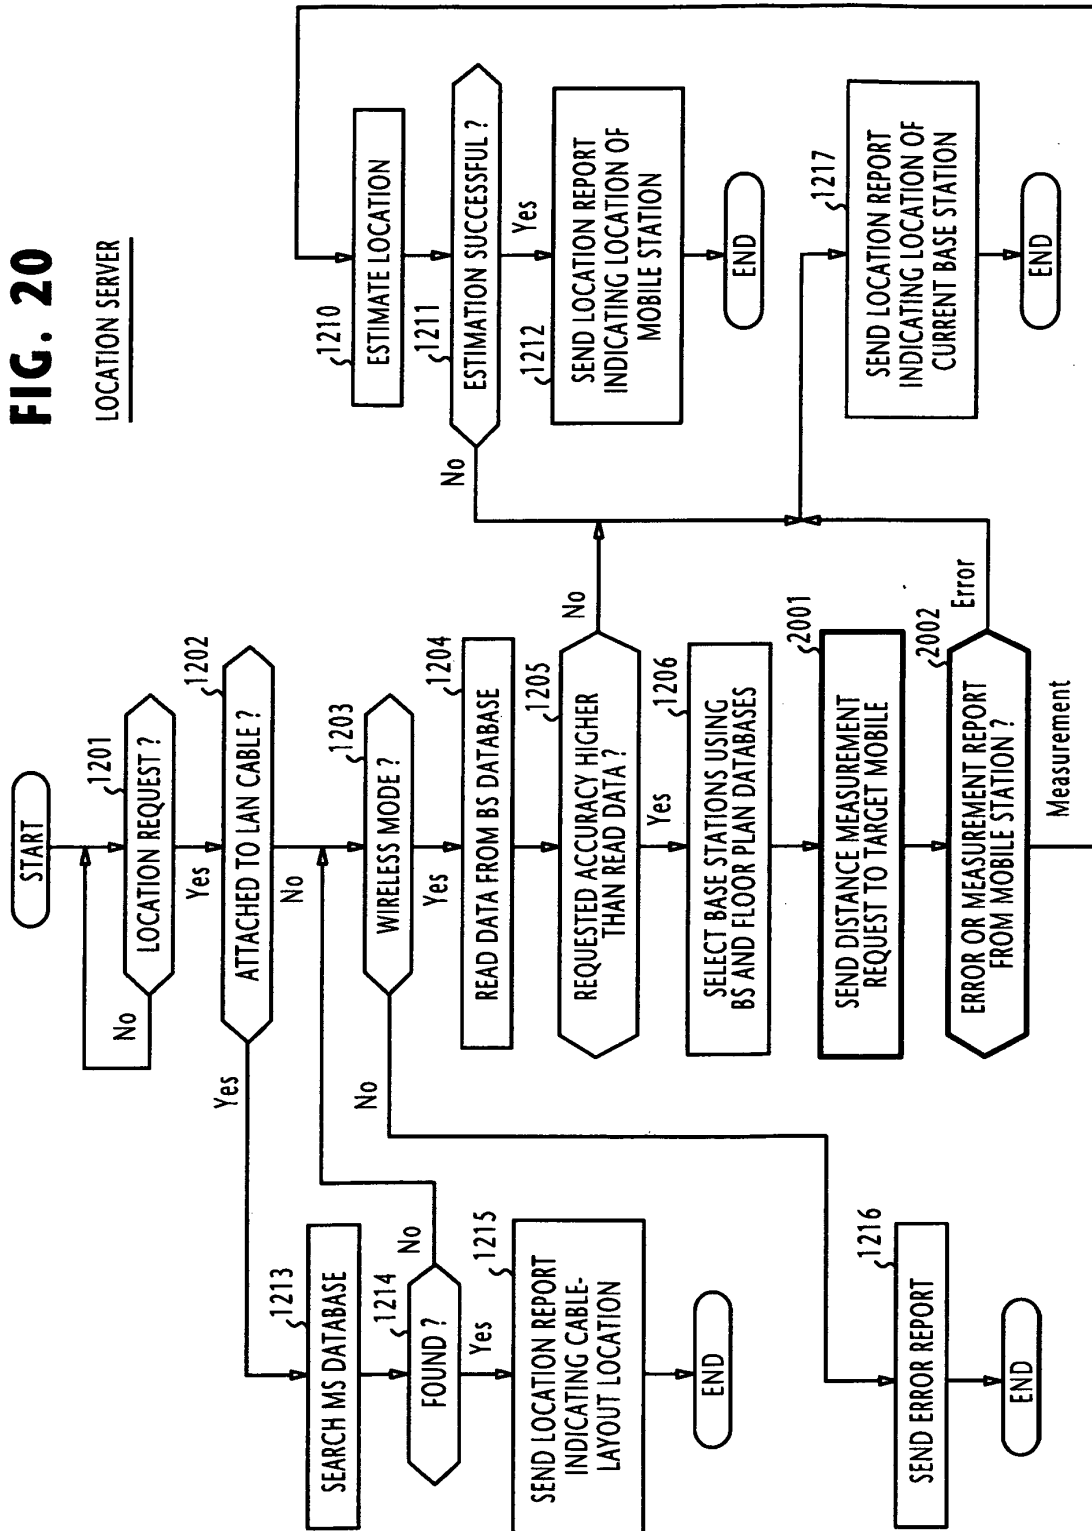 FIG. 20
LOCATION SERVER
START
1201
LOCATION REQUEST ?
No
Yes
1202
ATTACHED TO LAN CABLE ?
Yes
No
1213
SEARCH MS DATABASE
1214
FOUND ?
No
Yes
1215
SEND LOCATION REPORT
INDICATING CABLE-
LAYOUT LOCATION
END
1203
WIRELESS MODE ?
No
Yes
1216
SEND ERROR REPORT
END
1204
READ DATA FROM BS DATABASE
1205
REQUESTED ACCURACY HIGHER
THAN READ DATA ?
No
Yes
1206
SELECT BASE STATIONS USING
BS AND FLOOR PLAN DATABASES
2001
SEND DISTANCE MEASUREMENT
REQUEST TO TARGET MOBILE
2002
ERROR OR MEASUREMENT REPORT
FROM MOBILE STATION ?
Error
Measurement
1210
ESTIMATE LOCATION
1211
ESTIMATION SUCCESSFUL ?
No
Yes
1212
SEND LOCATION REPORT
INDICATING LOCATION OF
MOBILE STATION
END
1217
SEND LOCATION REPORT
INDICATING LOCATION OF
CURRENT BASE STATION
END